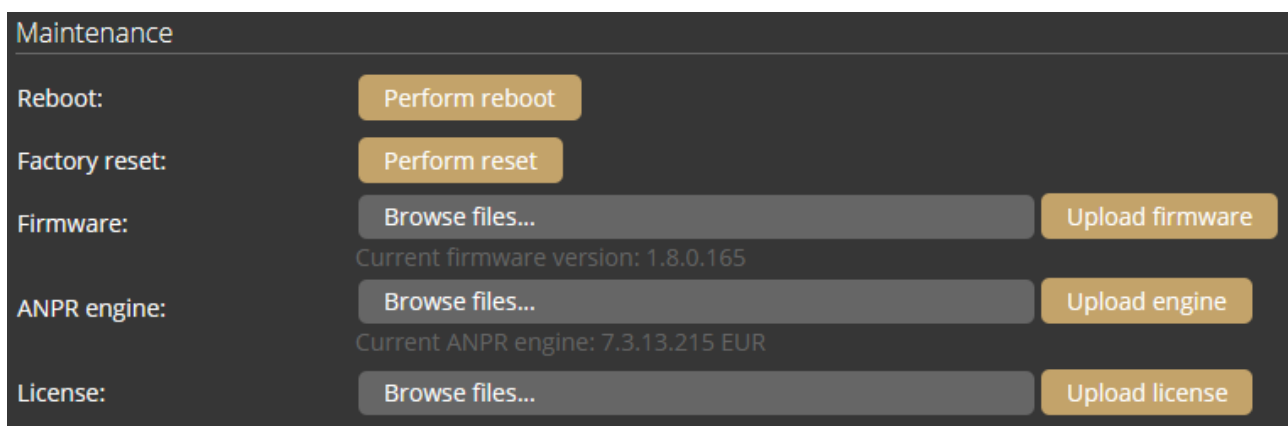 Maintenance
Reboot: Perform reboot
Factory reset: Perform reset
Firmware: Browse files... Upload firmware
Current firmware version: 1.8.0.165
ANPR engine: Browse files... Upload engine
Current ANPR engine: 7.3.13.215 EUR
License: Browse files... Upload license